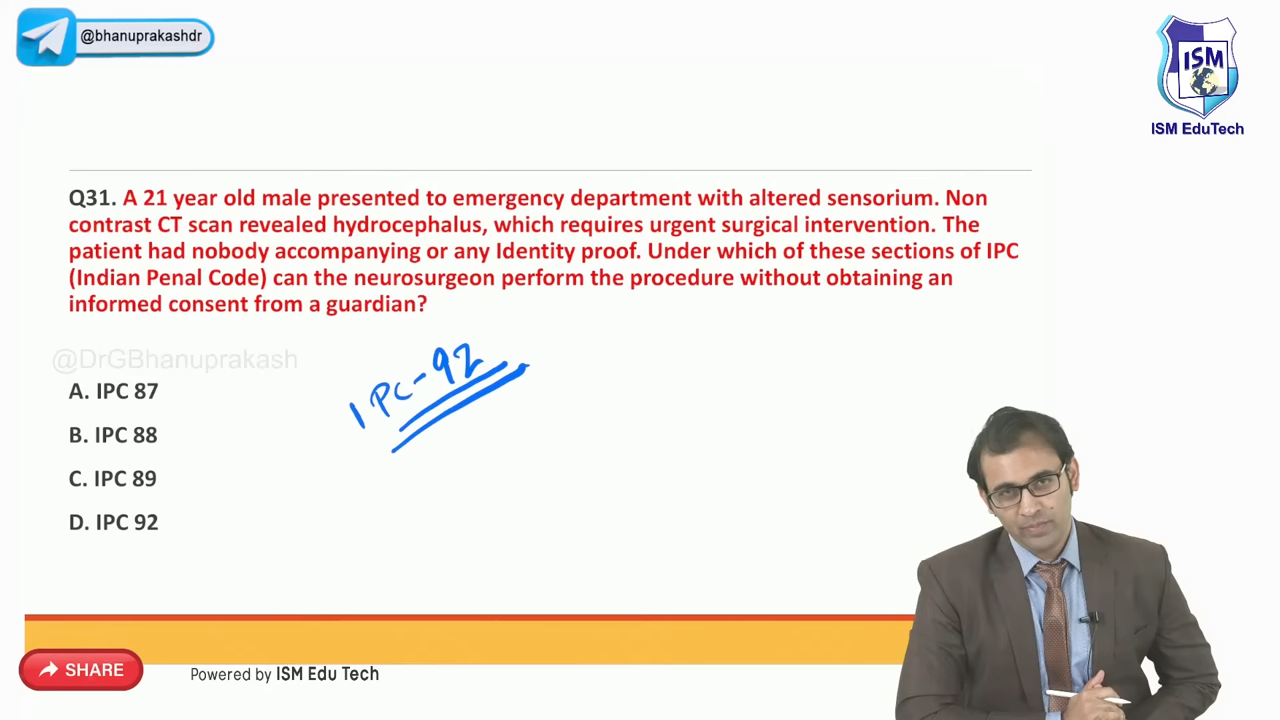 @bhanuprakashdr
ISM
ISM EduTech
Q31. A 21 year old male presented to emergency department with altered sensorium. Non
contrast CT scan revealed hydrocephalus, which requires urgent surgical intervention. The
patient had nobody accompanying or any Identity proof. Under which of these sections of IPC
(Indian Penal Code) can the neurosurgeon perform the procedure without obtaining an
informed consent from a guardian?
@DrGBhanuprakash
IPC-92
A. IPC 87
B. IPC 88
C. IPC 89
D. IPC 92
SHARE
Powered by ISM Edu Tech